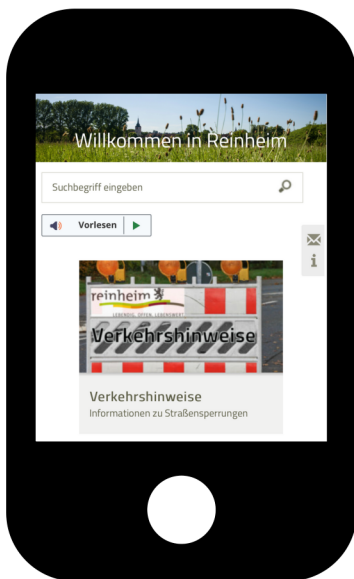 Willkommen in Reinheim
Suchbegriff eingeben
Vorlesen
reinheim
LEBENDIG. OFFEN. LEBENSWERT.
Verkehrshinweise
Verkehrshinweise
Informationen zu Straßensperrungen